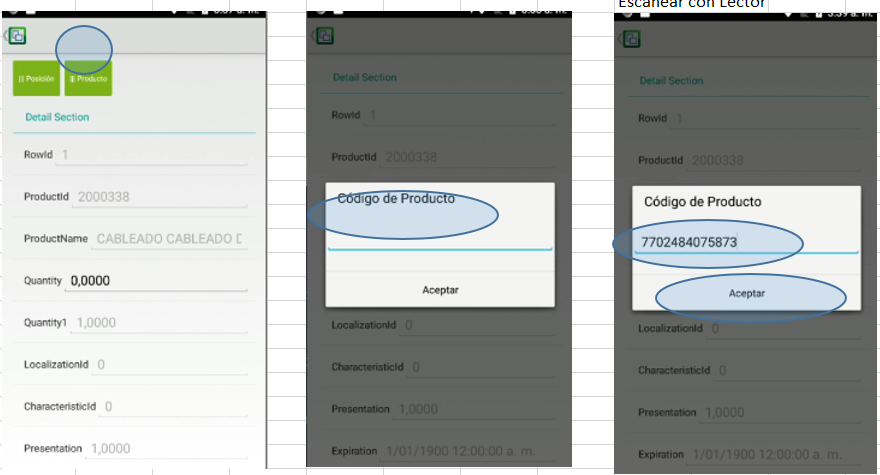 Escanear con Lector
Posición
Producto
Detail Section
RowId 1
ProductId 2000338
ProductName CABLEADO CABLEADO D
Quantity 0,0000
Quantity1 1,0000
LocalizationId 0
CharacteristicId 0
Presentation 1,0000
Detail Section
RowId 1
ProductId 2000338
Código de Producto
Aceptar
LocalizationId 0
CharacteristicId 0
Presentation 1,0000
Expiration 1/01/1900 12:00:00 a. m.
Detail Section
RowId 1
ProductId 2000338
Código de Producto
7702484075873
Aceptar
LocalizationId 0
CharacteristicId 0
Presentation 1,0000
Expiration 1/01/1900 12:00:00 a. m.